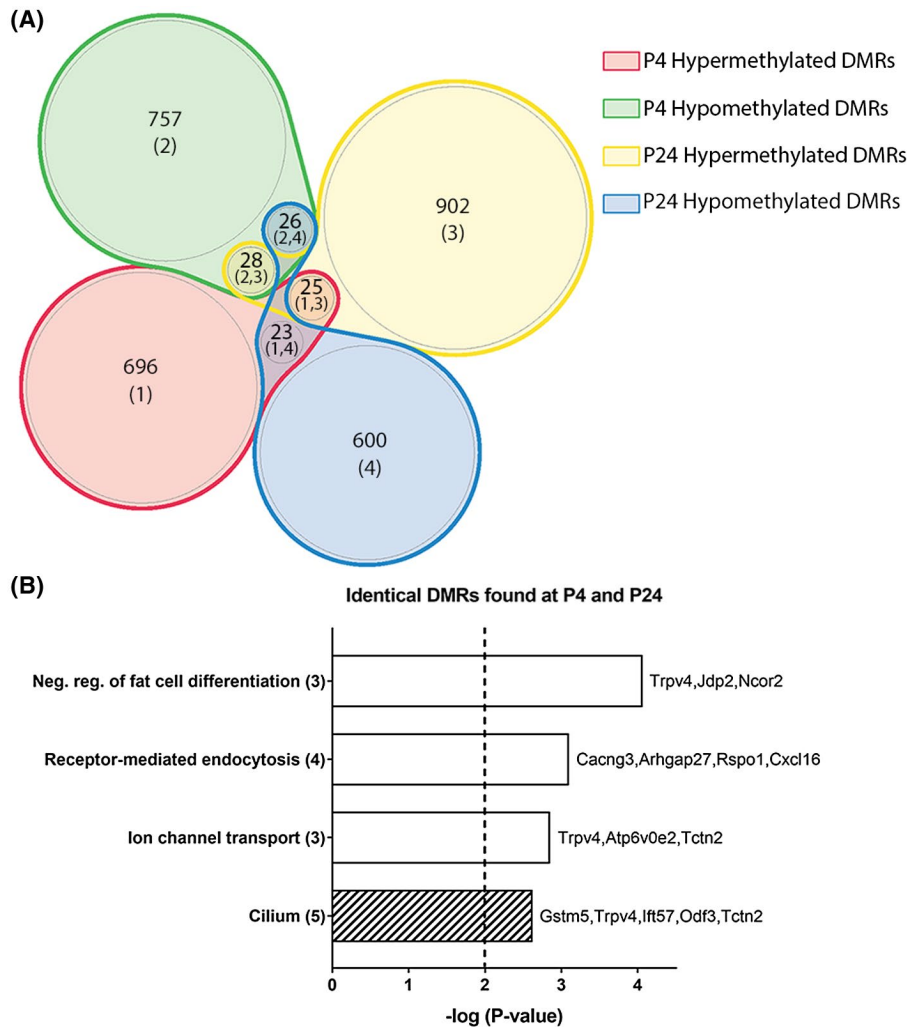 (A)
P4 Hypermethylated DMRs
P4 Hypomethylated DMRs
P24 Hypermethylated DMRs
P24 Hypomethylated DMRs
757
(2)
902
(3)
26
(2,4)
28
(2,3)
25
(1,3)
23
(1,4)
696
(1)
600
(4)
(B)
Identical DMRs found at P4 and P24
Neg. reg. of fat cell differentiation (3)
Trpv4,Jdp2,Ncor2
Receptor-mediated endocytosis (4)
Cacng3,Arhgap27,Rspo1,Cxcl16
Ion channel transport (3)
Trpv4,Atp6v0e2,Tctn2
Cilium (5)
Gstm5,Trpv4,Ift57,Odf3,Tctn2
0 1 2 3 4
-log (P-value)